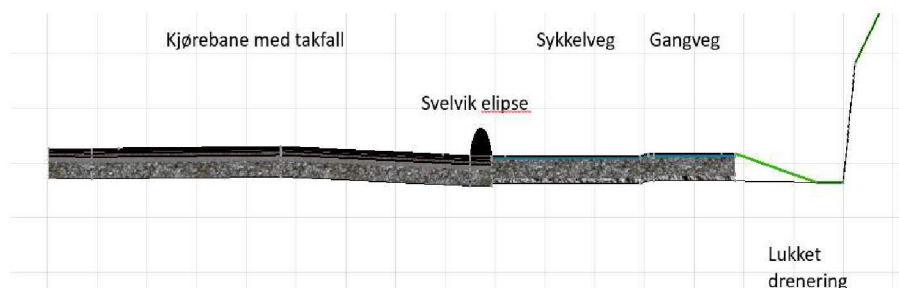 Kjørebane med takfall
Sykkelveg
Gangveg
Svelvik elipse
Lukket
drenering